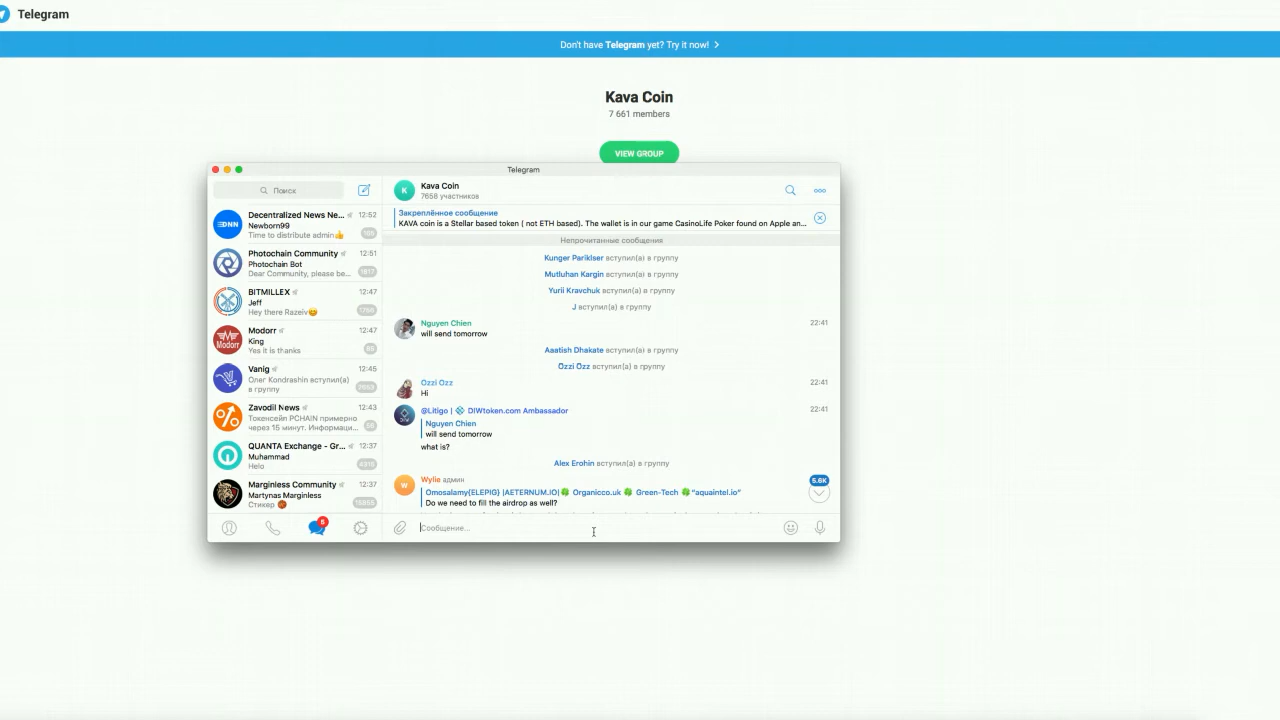 Telegram
Don't have Telegram yet? Try it now!
Kava Coin
7 661 members
VIEW GROUP
Telegram
Поиск
Decentralized News Ne... 12:52
Newborn99
Time to distribute admin👍 165
Photochain Community 12:51
Photochain Bot
Dear Community, please be... 1817
BITMILLEX 12:47
Jeff
Hey there Razeiv😊
Modorr 12:47
King
Yes It is thanks
Vanig 12:45
Олег Kondrashin вступил(а)
в группу
Zavodil News 12:43
Токенсейл PCHAIN примерно
через 15 минут. Информаци...
QUANTA Exchange - Gr... 12:37
Muhammad
Helo
Marginless Community 12:37
Martynas Marginless
Стикер 🏀
8
K
Kava Coin
7658 участников
Закреплённое сообщение
KAVA coin is a Stellar based token ( not ETH based). The wallet is in our game CasinoLife Poker found on Apple an...
Непрочитанные сообщения
Kunger Pariklser вступил(а) в группу
Mutluhan Kargin вступил(а) в группу
Yurii Kravchuk вступил(а) в группу
J вступил(а) в группу
Nguyen Chien 22:41
will send tomorrow
Aaatish Dhakate вступил(а) в группу
Ozzi Ozz вступил(а) в группу
Ozzi Ozz 22:41
Hi
@Litigo | 💠 DIWtoken.com Ambassador 22:41
Nguyen Chien
will send tomorrow
what is?
Alex Erohin вступил(а) в группу
W
Wylie админ
Omosalamy{ELEPIG} |AETERNUM.IO|🍀 Organicco.uk 🍀 Green-Tech 🍀"aquaintel.io"
Do we need to fill the airdrop as well?
5.6K
Сообщение...